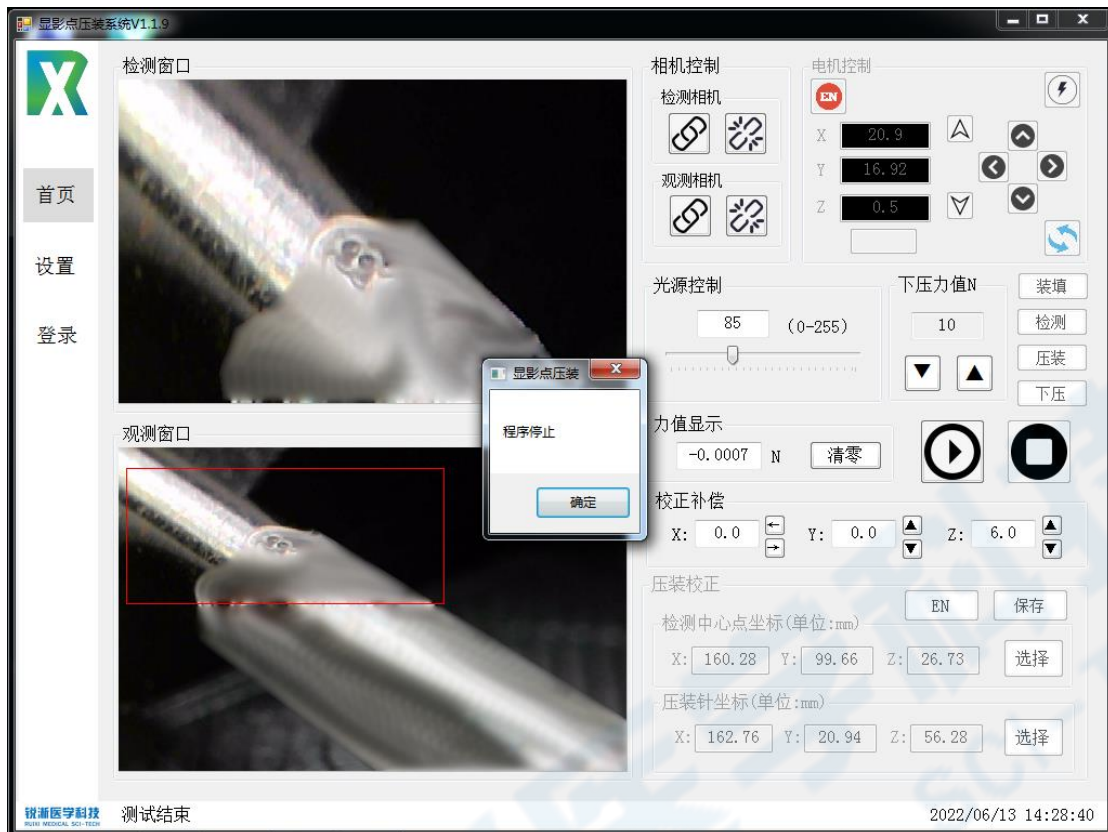 显影点压装系统V1.1.9
首页
设置
登录
检测窗口
观测窗口
相机控制
检测相机
观测相机
电机控制
EN
X 20.9
Y 16.92
Z 0.5
光源控制
85 (0-255)
下压力值N
10
装填
检测
压装
下压
显影点压装
程序停止
确定
力值显示
-0.0007 N 清零
校正补偿
X: 0.0 Y: 0.0 Z: 6.0
压装校正
EN 保存
检测中心点坐标(单位:mm)
X: 160.28 Y: 99.66 Z: 26.73 选择
压装针坐标(单位:mm)
X: 162.76 Y: 20.94 Z: 56.28 选择
锐浙医学科技
RUIXI MEDICAL SCI-TECH
测试结束
2022/06/13 14:28:40